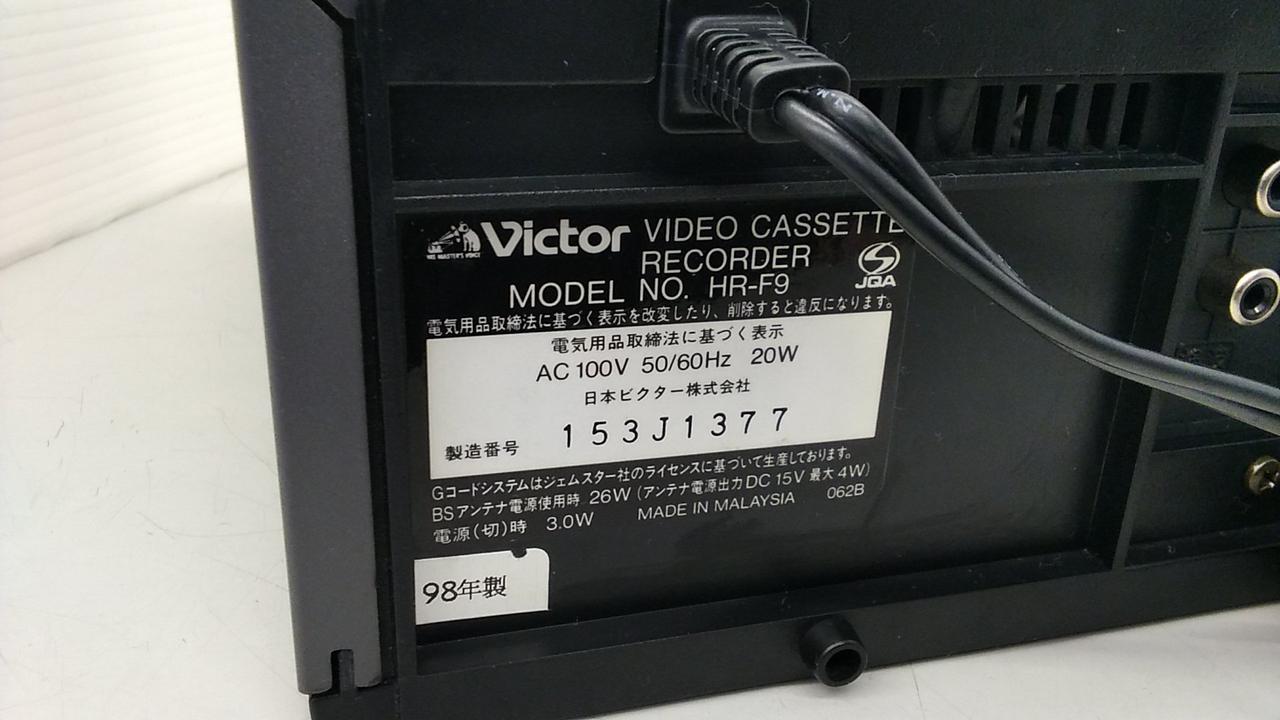 HIS MASTER'S VOICE
Victor VIDEO CASSETTE
RECORDER
JQA
MODEL NO. HR-F9
電気用品取締法に基づく表示を改変したり、削除すると違反になります。
電気用品取締法に基づく表示
AC 100V 50/60Hz 20W
日本ビクター株式会社
製造番号 153J1377
Gコードシステムはジェムスター社のライセンスに基づいて生産しております。
BSアンテナ電源使用時 26W (アンテナ電源出力DC 15V 最大 4W)
電源(切)時 3.0W MADE IN MALAYSIA 062B
98年製